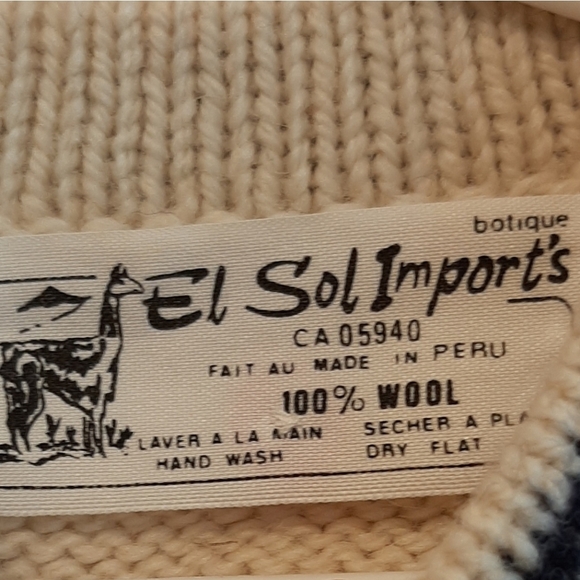 botique
El Sol Import's
CA 05940
FAIT AU MADE IN PERU
100% WOOL
LAVER A LA MAIN SECHER A PLA
HAND WASH DRY FLAT